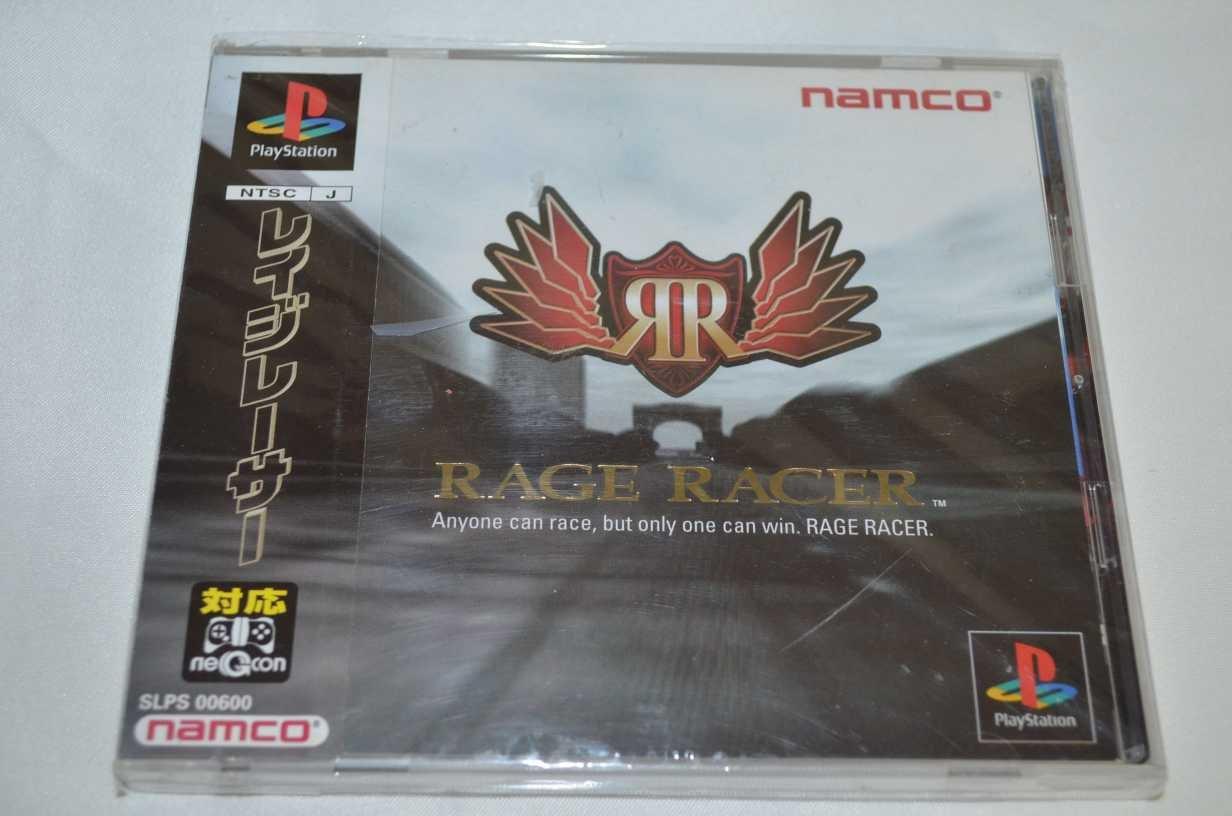 PlayStation
NTSC J
レイジレーサー
対応
neGcon
SLPS 00600
namco®
namco®
RR
RAGE RACER™
Anyone can race, but only one can win. RAGE RACER.
PlayStation